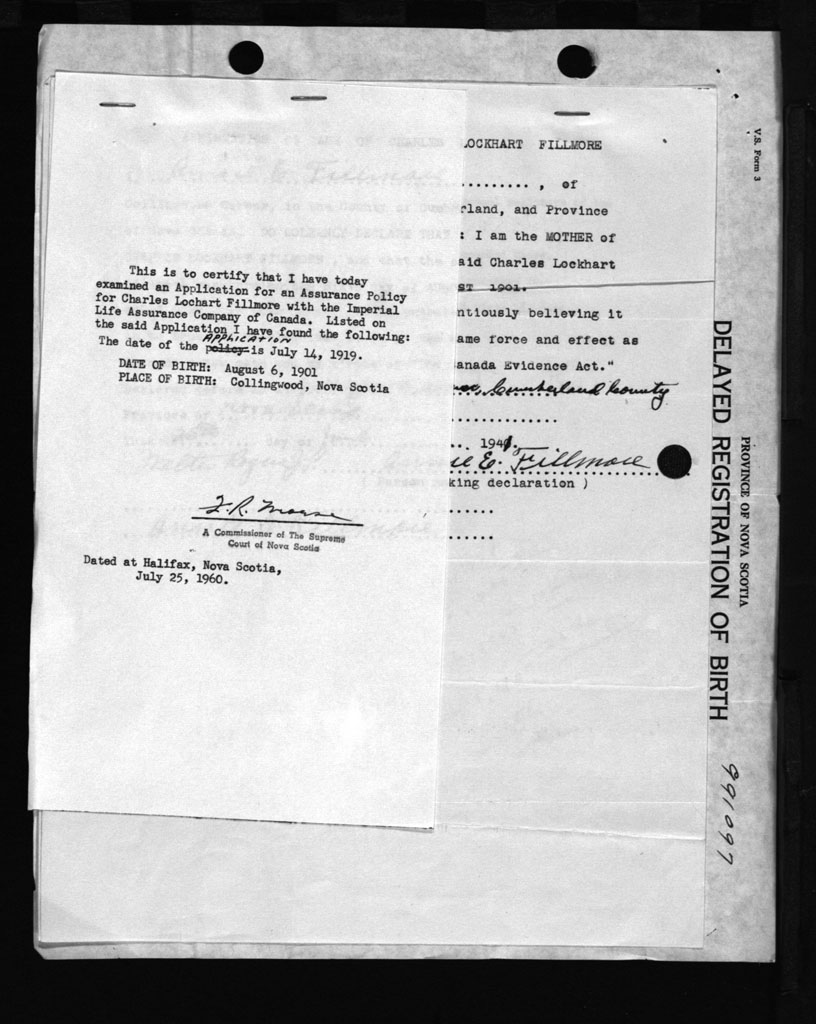 This is to certify that I have today
examined an Application for an Assurance Policy
for Charles Lochart Fillmore with the Imperial
Life Assurance Company of Canada. Listed on
the said Application I have found the following:
APPLICATION
The date of the policy is July 14, 1919.
DATE OF BIRTH: August 6, 1901
PLACE OF BIRTH: Collingwood, Nova Scotia
A Commissioner of The Supreme
Court of Nova Scotia
Dated at Halifax, Nova Scotia,
July 25, 1960.
LOCKHART FILLMORE
.........., of
rland, and Province
: I am the MOTHER of
aid Charles Lockhart
ST 1901.
ntiously believing it
ame force and effect as
anada Evidence Act."
Cumberland County
.. 1941.
ie E. Fillmore
king declaration )
V.S. Form 3
PROVINCE OF NOVA SCOTIA
DELAYED REGISTRATION OF BIRTH
991097